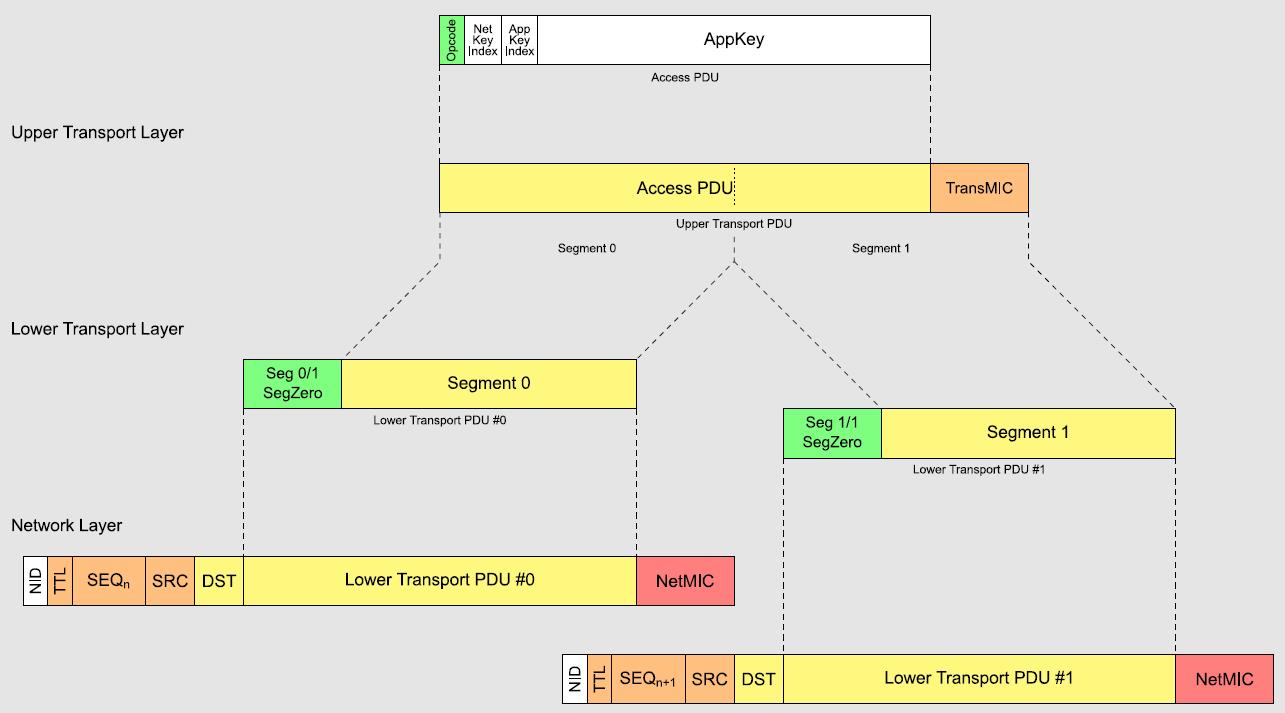 Opcode
Net
Key
Index
App
Key
Index
AppKey
Access PDU
Upper Transport Layer
Access PDU
TransMIC
Upper Transport PDU
Segment 0
Segment 1
Lower Transport Layer
Seg 0/1
SegZero
Segment 0
Lower Transport PDU #0
Seg 1/1
SegZero
Segment 1
Lower Transport PDU #1
Network Layer
NID
TTL
SEQn
SRC
DST
Lower Transport PDU #0
NetMIC
NID
TTL
SEQn+1
SRC
DST
Lower Transport PDU #1
NetMIC